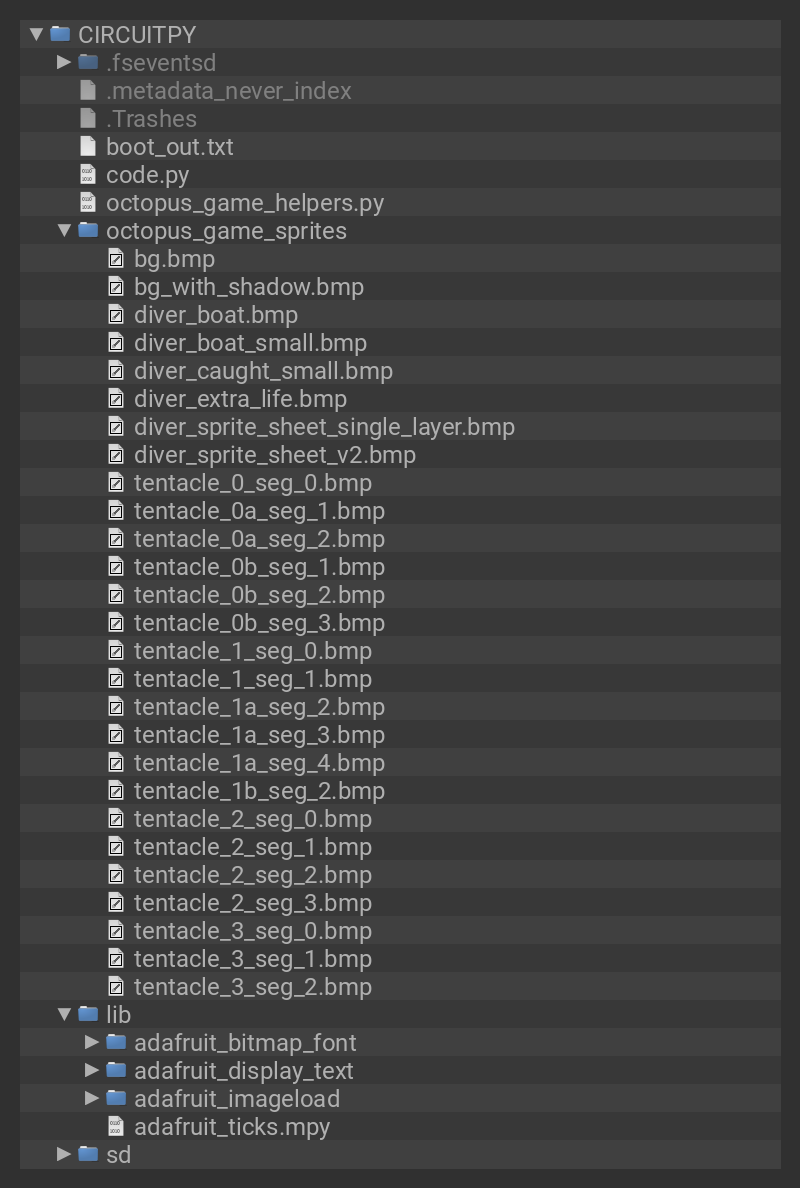 CIRCUITPY
.fseventsd
.metadata_never_index
.Trashes
boot_out.txt
code.py
octopus_game_helpers.py
octopus_game_sprites
bg.bmp
bg_with_shadow.bmp
diver_boat.bmp
diver_boat_small.bmp
diver_caught_small.bmp
diver_extra_life.bmp
diver_sprite_sheet_single_layer.bmp
diver_sprite_sheet_v2.bmp
tentacle_0_seg_0.bmp
tentacle_0a_seg_1.bmp
tentacle_0a_seg_2.bmp
tentacle_0b_seg_1.bmp
tentacle_0b_seg_2.bmp
tentacle_0b_seg_3.bmp
tentacle_1_seg_0.bmp
tentacle_1_seg_1.bmp
tentacle_1a_seg_2.bmp
tentacle_1a_seg_3.bmp
tentacle_1a_seg_4.bmp
tentacle_1b_seg_2.bmp
tentacle_2_seg_0.bmp
tentacle_2_seg_1.bmp
tentacle_2_seg_2.bmp
tentacle_2_seg_3.bmp
tentacle_3_seg_0.bmp
tentacle_3_seg_1.bmp
tentacle_3_seg_2.bmp
lib
adafruit_bitmap_font
adafruit_display_text
adafruit_imageload
adafruit_ticks.mpy
sd